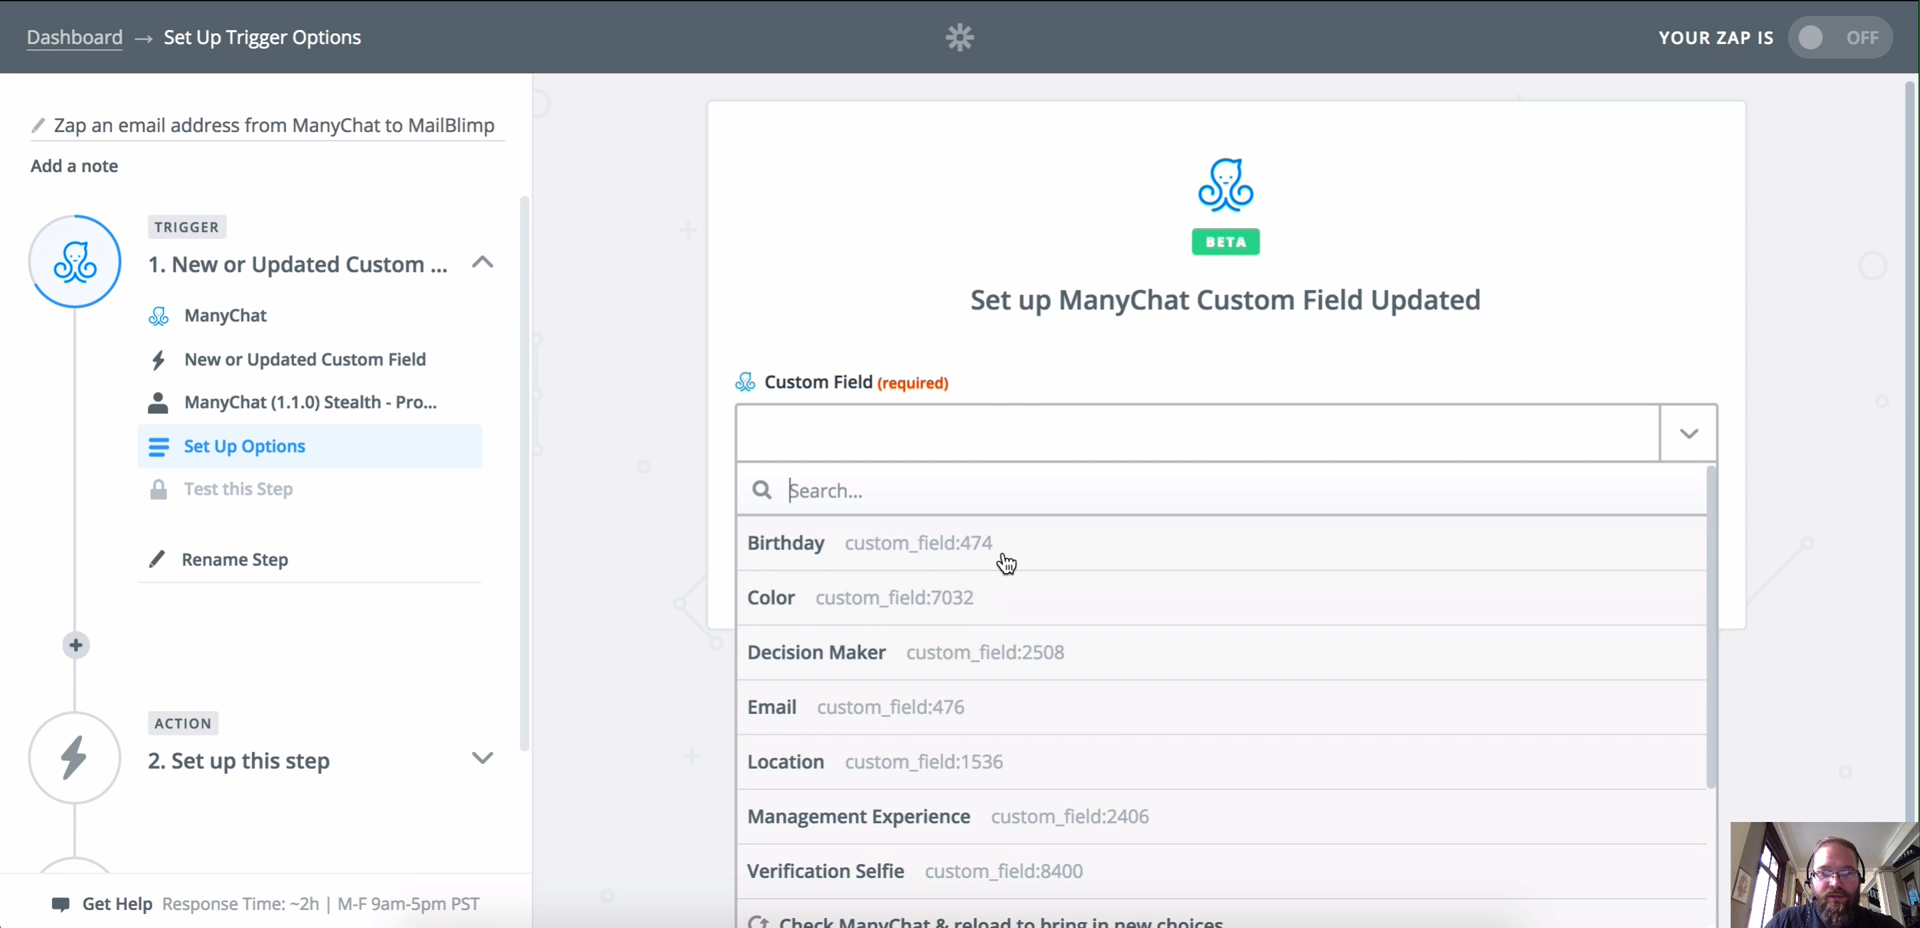 Dashboard → Set Up Trigger Options
YOUR ZAP IS OFF
Zap an email address from ManyChat to MailBlimp
Add a note
TRIGGER
1. New or Updated Custom ...
ManyChat
New or Updated Custom Field
ManyChat (1.1.0) Stealth - Pro...
Set Up Options
Test this Step
Rename Step
ACTION
2. Set up this step
Get Help Response Time: ~2h | M-F 9am-5pm PST
BETA
Set up ManyChat Custom Field Updated
Custom Field (required)
Search...
Birthday custom_field:474
Color custom_field:7032
Decision Maker custom_field:2508
Email custom_field:476
Location custom_field:1536
Management Experience custom_field:2406
Verification Selfie custom_field:8400
Check ManyChat & reload to bring in new choices